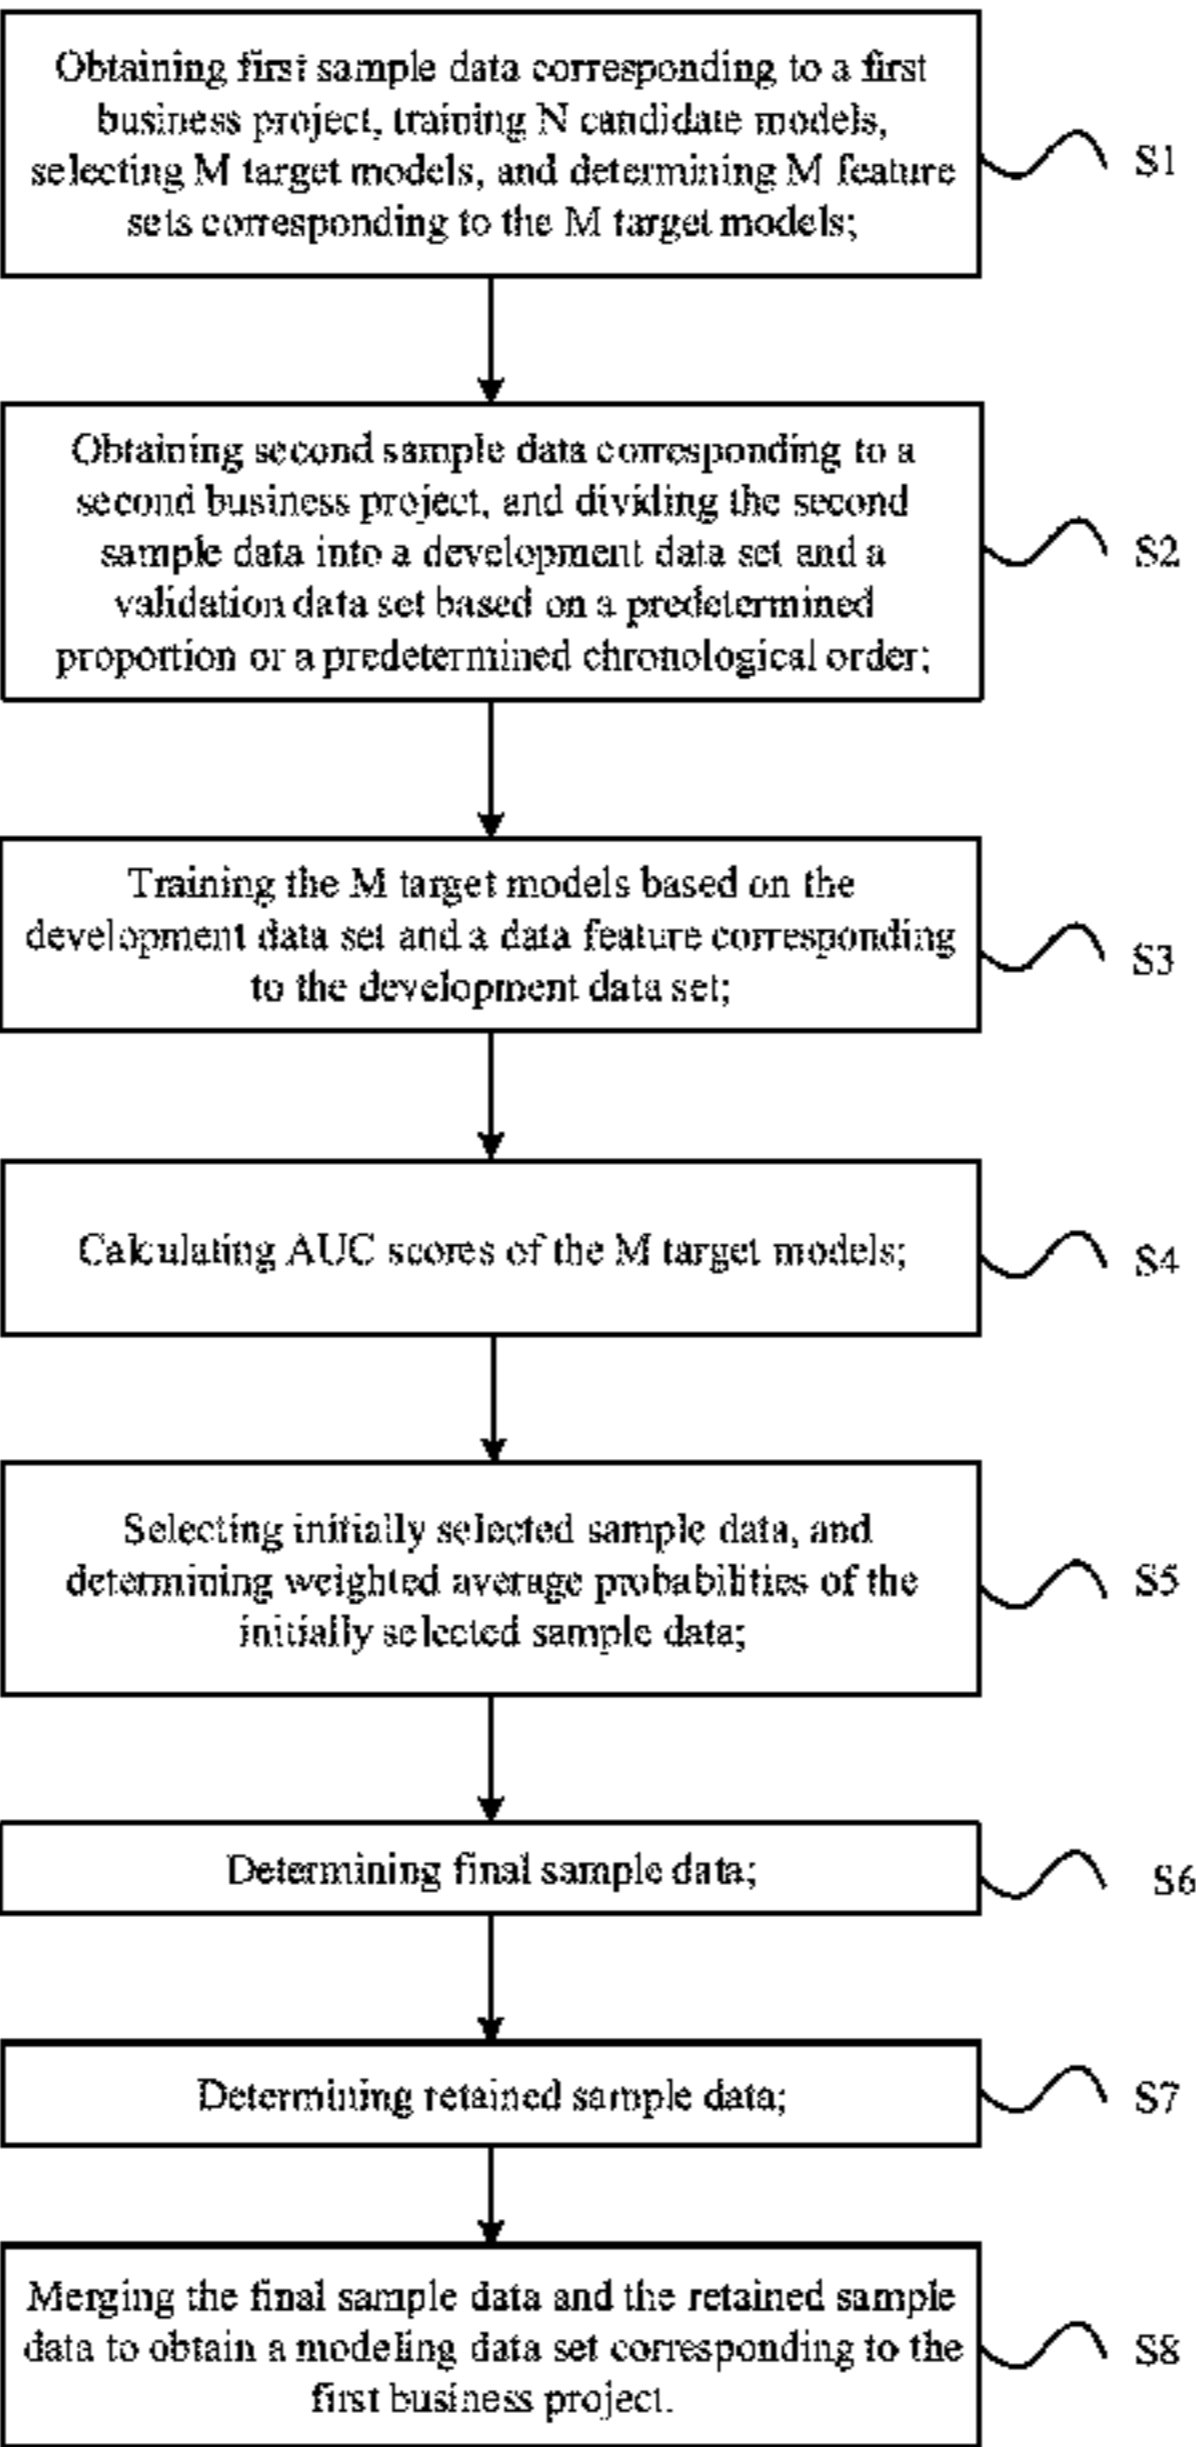 Obtaining first sample data corresponding to a first
business project, training N candidate models,
selecting M target models, and determining M feature
sets corresponding to the M target models;
S1
Obtaining second sample data corresponding to a
second business project, and dividing the second
sample data into a development data set and a
validation data set based on a predetermined
proportion or a predetermined chronological order;
S2
Training the M target models based on the
development data set and a data feature corresponding
to the development data set;
S3
Calculating AUC scores of the M target models;
S4
Selecting initially selected sample data, and
determining weighted average probabilities of the
initially selected sample data;
S5
Determining final sample data;
S6
Determining retained sample data;
S7
Merging the final sample data and the retained sample
data to obtain a modeling data set corresponding to the
first business project.
S8